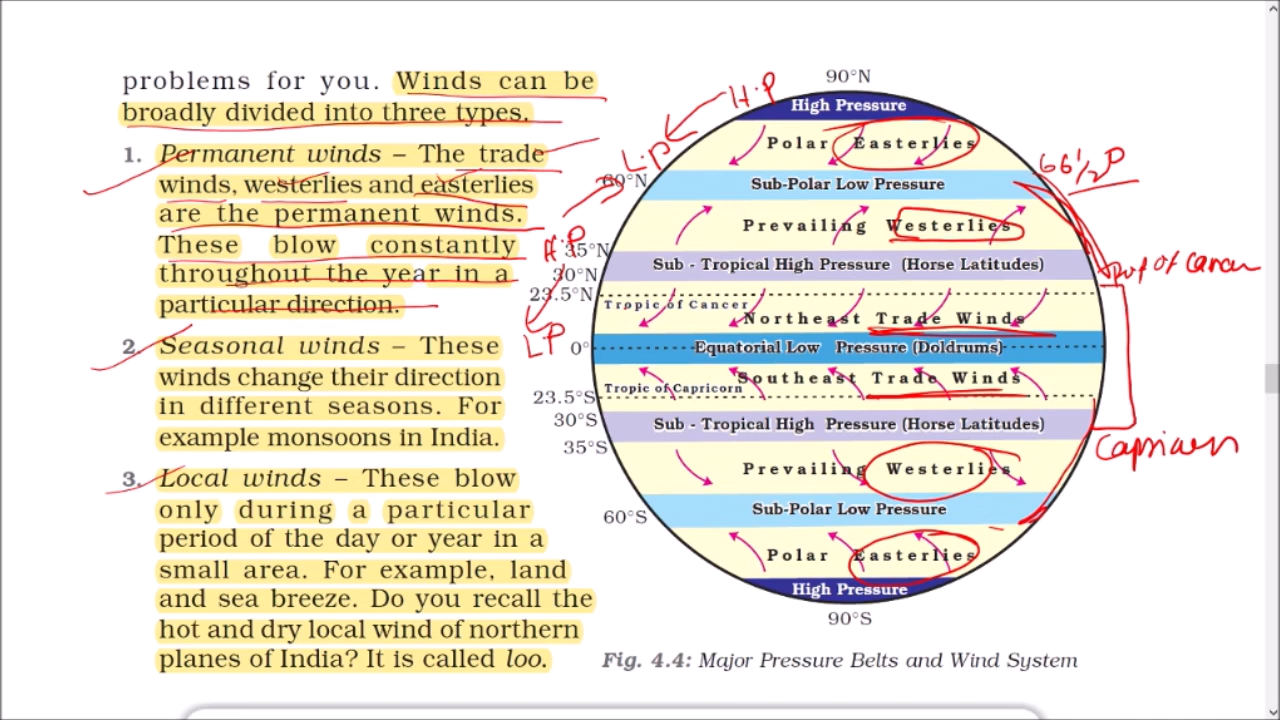 problems for you. Winds can be
broadly divided into three types.
1. Permanent winds – The trade
winds, westerlies and easterlies
are the permanent winds.
These blow constantly
throughout the year in a
particular direction.
2. Seasonal winds – These
winds change their direction
in different seasons. For
example monsoons in India.
3. Local winds – These blow
only during a particular
period of the day or year in a
small area. For example, land
and sea breeze. Do you recall the
hot and dry local wind of northern
planes of India? It is called loo.
90°N
H.P
High Pressure
Polar Easterlies
L.P
66½
60°N
Sub-Polar Low Pressure
Prevailing Westerlies
H.P
35°N
Sub - Tropical High Pressure (Horse Latitudes)
of Cancer
30°N
23.5°N
Tropic of Cancer
Northeast Trade Winds
LP
0°
Equatorial Low Pressure (Doldrums)
Southeast Trade Winds
Tropic of Capricorn
23.5°S
30°S
Sub - Tropical High Pressure (Horse Latitudes)
Capricorn
35°S
Prevailing Westerlies
60°S
Sub-Polar Low Pressure
Polar Easterlies
High Pressure
90°S
Fig. 4.4: Major Pressure Belts and Wind System